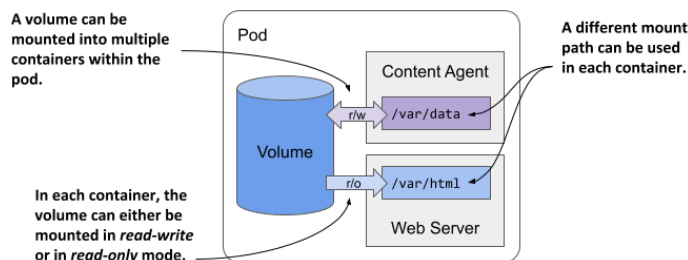 A volume can be
mounted into multiple
containers within the
pod.
Pod
A different mount
path can be used
in each container.
Content Agent
r/w
/var/data
Volume
r/o
/var/html
Web Server
In each container, the
volume can either be
mounted in read-write
or in read-only mode.